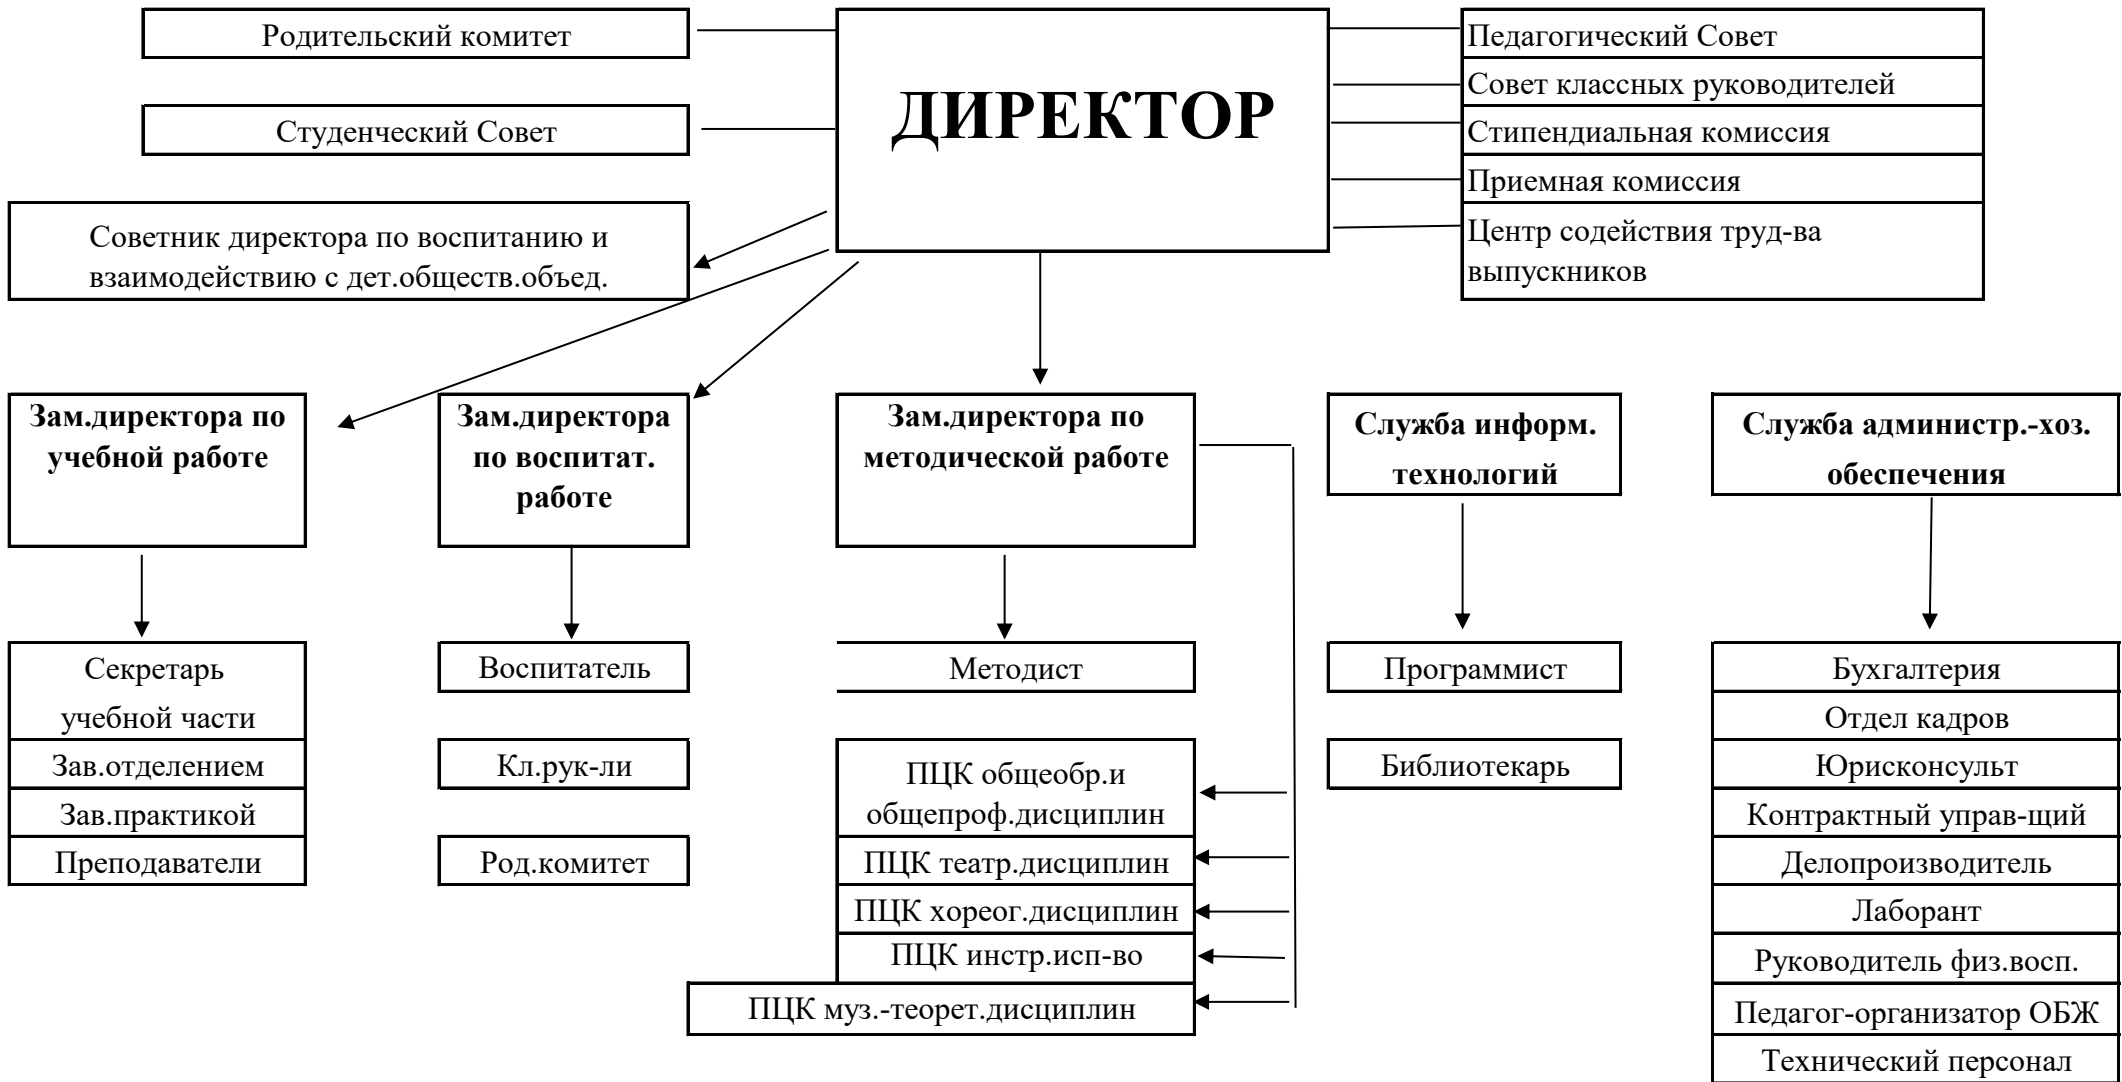 Родительский комитет
ДИРЕКТОР
Педагогический Совет
Совет классных руководителей
Студенческий Совет
Стипендиальная комиссия
Приемная комиссия
Советник директора по воспитанию и
взаимодействию с дет.обществ.объед.
Центр содействия труд-ва
выпускников
Зам.директора по
учебной работе
Зам.директора
по воспитат.
работе
Зам.директора по
методической работе
Служба информ.
технологий
Служба администр.-хоз.
обеспечения
Секретарь
учебной части
Зав.отделением
Зав.практикой
Преподаватели
Воспитатель
Кл.рук-ли
Род.комитет
Методист
ПЦК общеобр.и
общепроф.дисциплин
ПЦК театр.дисциплин
ПЦК хореог.дисциплин
ПЦК инстр.исп-во
ПЦК муз.-теорет.дисциплин
Программист
Библиотекарь
Бухгалтерия
Отдел кадров
Юрисконсульт
Контрактный управ-щий
Делопроизводитель
Лаборант
Руководитель физ.восп.
Педагог-организатор ОБЖ
Технический персонал